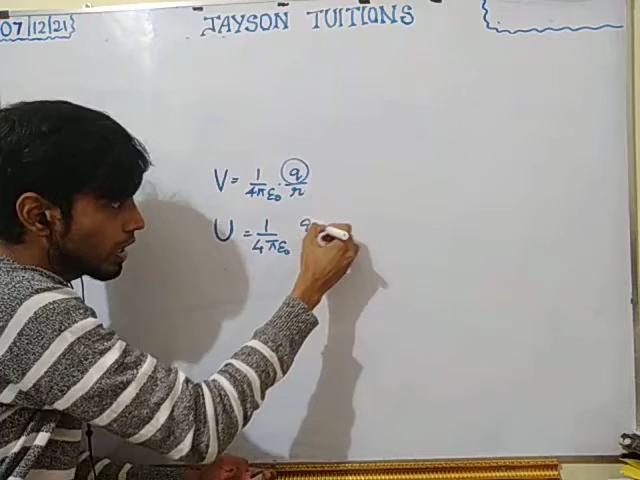 07/12/21
JAYSON TUITIONS
V = 1/4πε₀ · q/r
U = 1/4πε₀ q